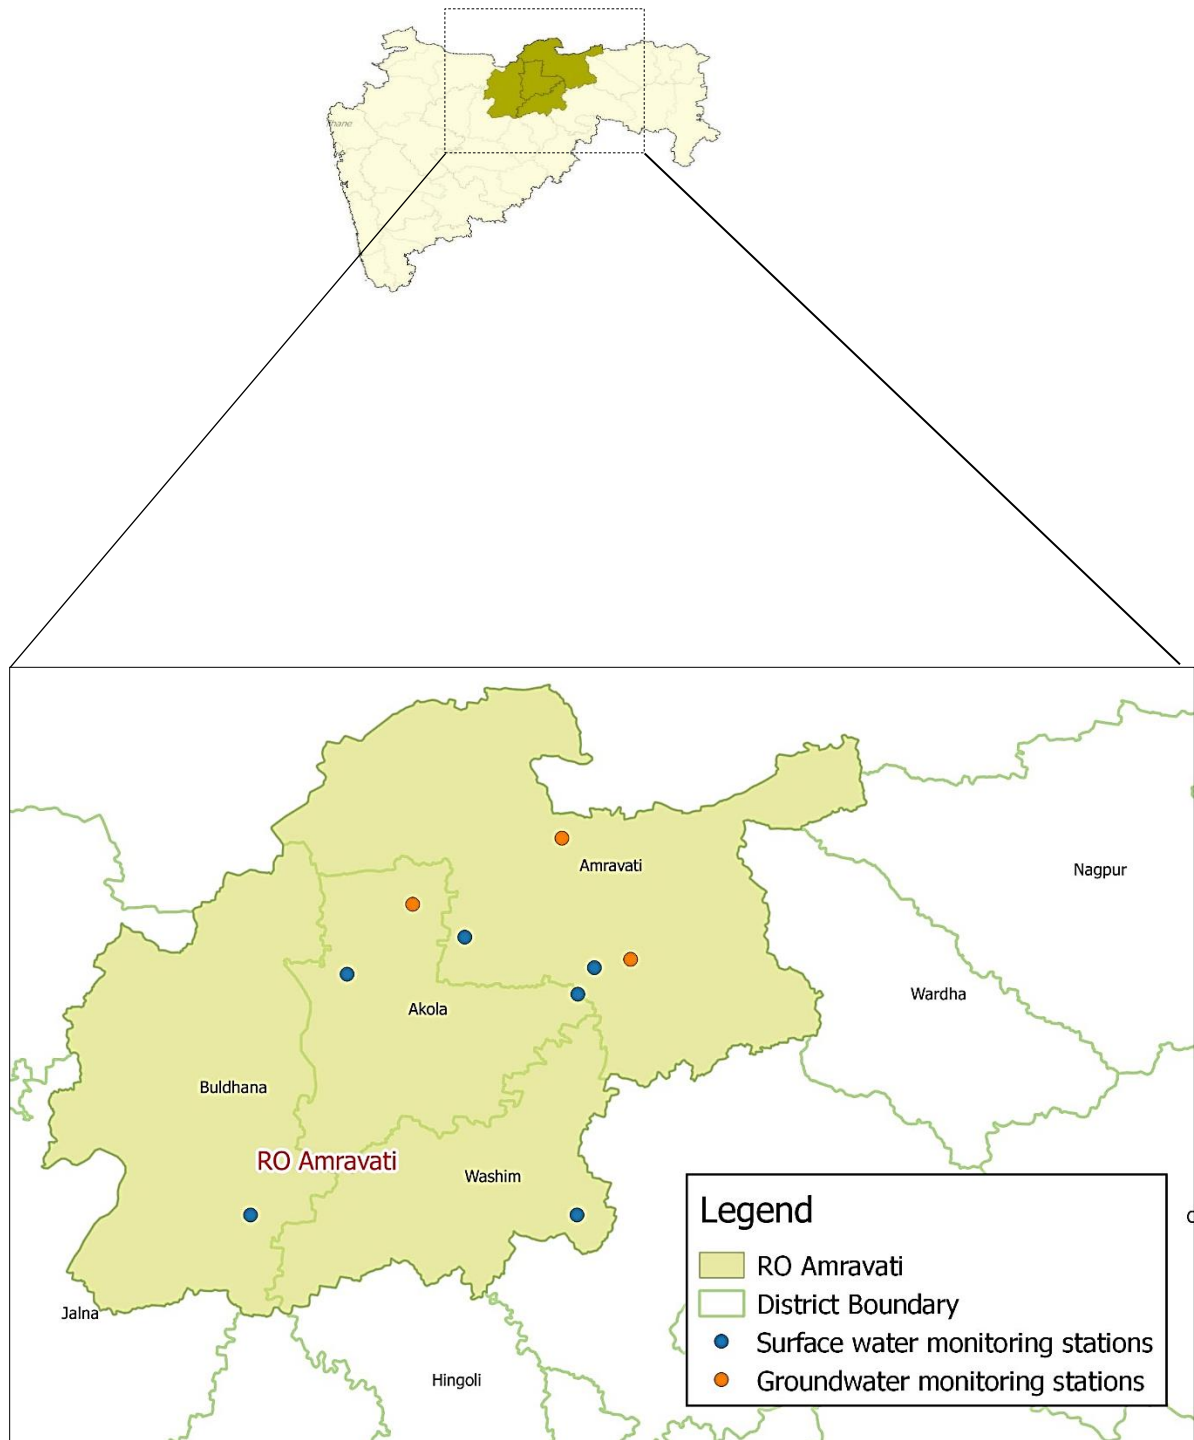 Thane
Amravati
Nagpur
Wardha
Akola
Buldhana
RO Amravati
Washim
Jalna
Hingoli
Legend
RO Amravati
District Boundary
Surface water monitoring stations
Groundwater monitoring stations